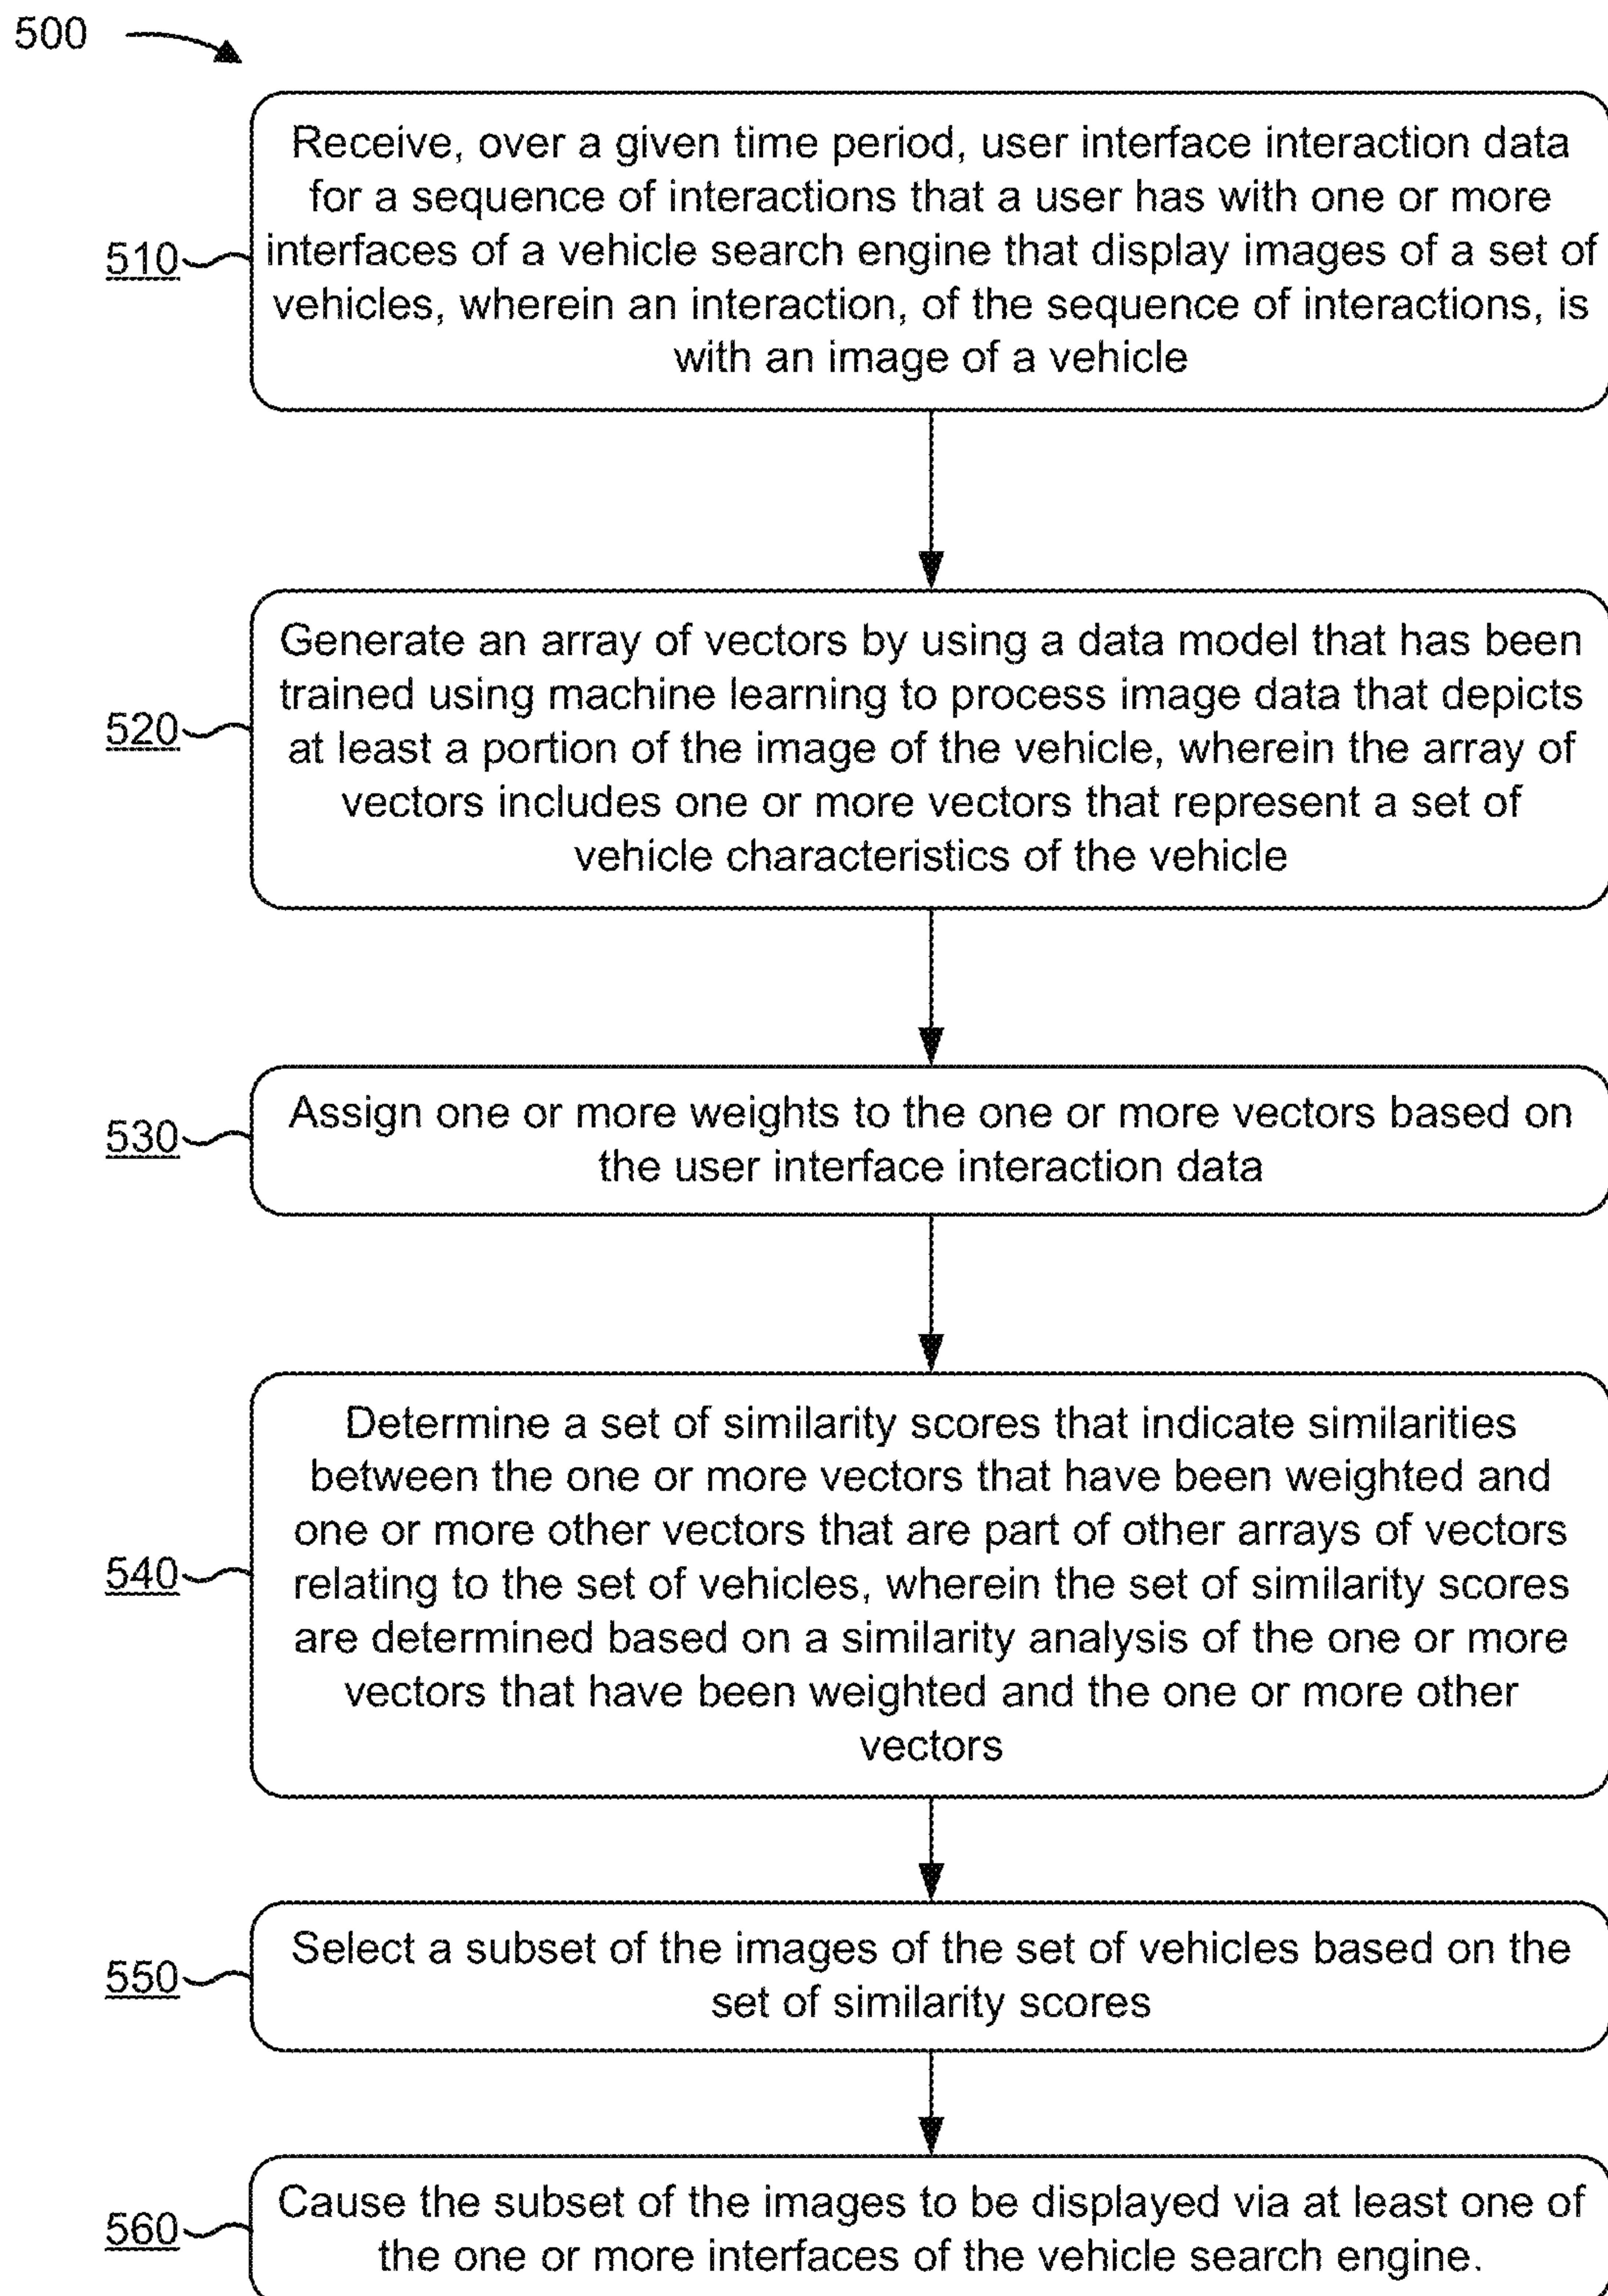 500
Receive, over a given time period, user interface interaction data
for a sequence of interactions that a user has with one or more
interfaces of a vehicle search engine that display images of a set of
vehicles, wherein an interaction, of the sequence of interactions, is
with an image of a vehicle
510
Generate an array of vectors by using a data model that has been
trained using machine learning to process image data that depicts
at least a portion of the image of the vehicle, wherein the array of
vectors includes one or more vectors that represent a set of
vehicle characteristics of the vehicle
520
Assign one or more weights to the one or more vectors based on
the user interface interaction data
530
Determine a set of similarity scores that indicate similarities
between the one or more vectors that have been weighted and
one or more other vectors that are part of other arrays of vectors
relating to the set of vehicles, wherein the set of similarity scores
are determined based on a similarity analysis of the one or more
vectors that have been weighted and the one or more other
vectors
540
Select a subset of the images of the set of vehicles based on the
set of similarity scores
550
Cause the subset of the images to be displayed via at least one of
the one or more interfaces of the vehicle search engine.
560